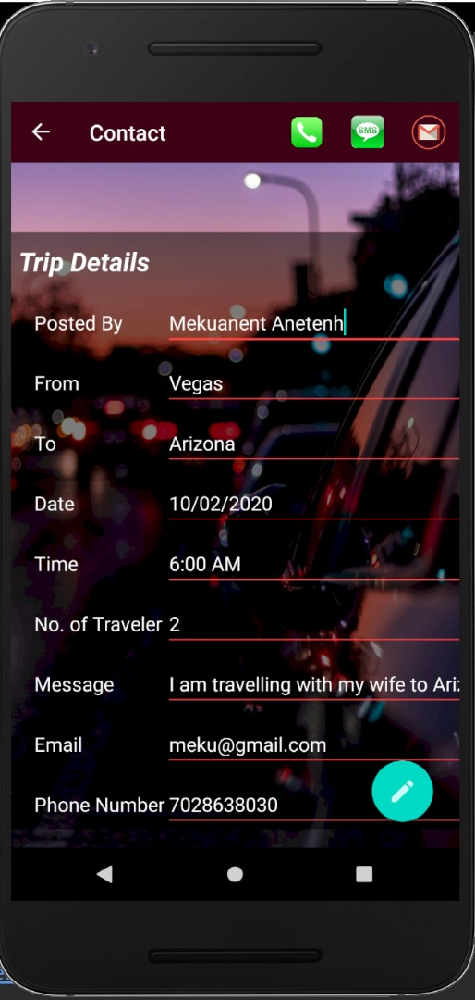 Contact
SMS
Trip Details
Posted By Mekuanent Anetenh
From Vegas
To Arizona
Date 10/02/2020
Time 6:00 AM
No. of Traveler 2
Message I am travelling with my wife to Ariz
Email meku@gmail.com
Phone Number 7028638030